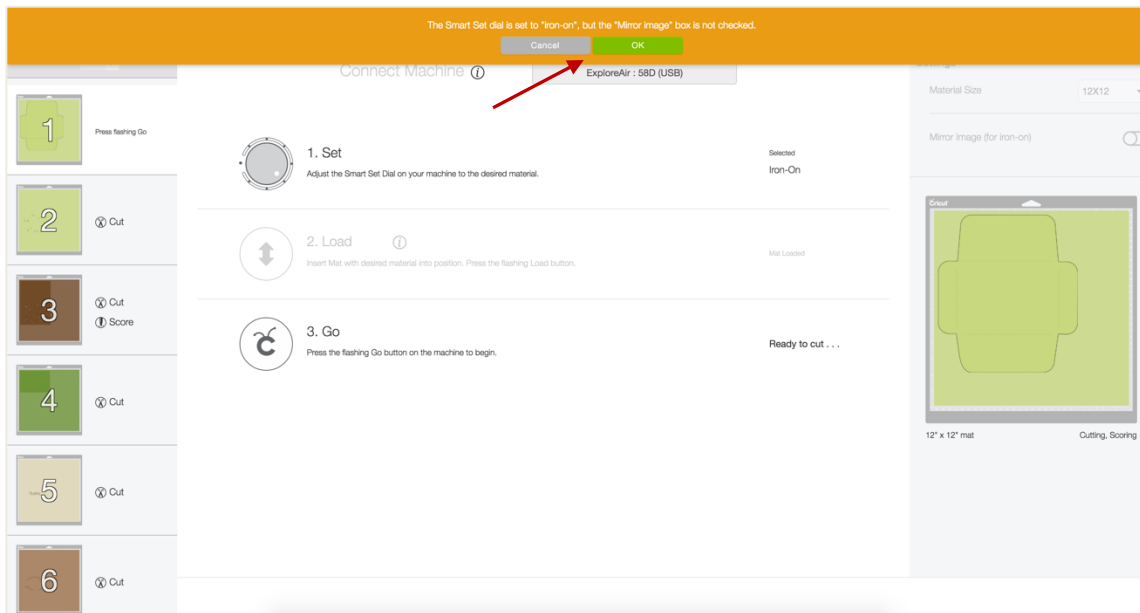 The Smart Set dial is set to "iron-on", but the "Mirror image" box is not checked.
Cancel
OK
Connect Machine i
ExploreAir : 58D (USB)
Material Size
12X12
Mirror Image (for iron-on)
1
Press flashing Go
2
Cut
3
Cut
Score
4
Cut
5
Cut
6
Cut
1. Set
Adjust the Smart Set Dial on your machine to the desired material.
Selected
Iron-On
2. Load i
Insert Mat with desired material into position. Press the flashing Load button.
Mat Loaded
3. Go
Press the flashing Go button on the machine to begin.
Ready to cut . . .
Cricut
12" x 12" mat
Cutting, Scoring